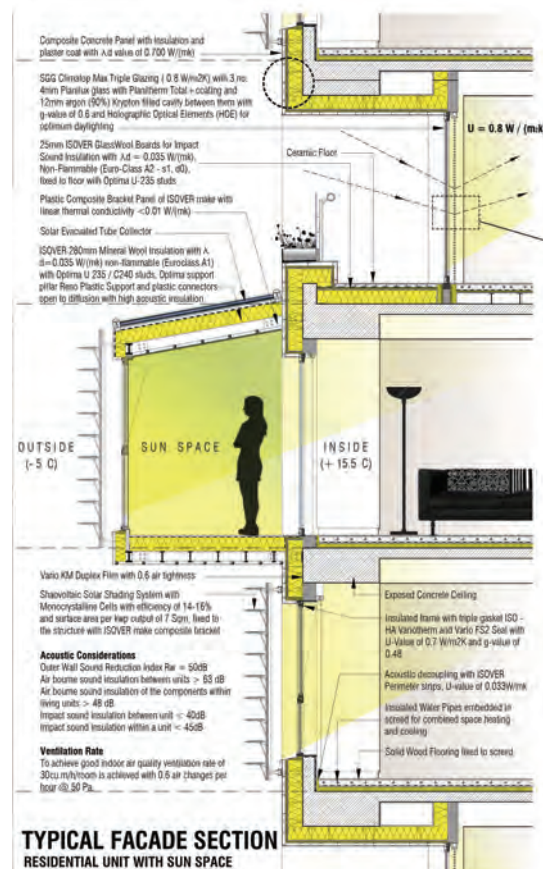 Composite Concrete Panel with Insulation and
plaster coat with λd value of 0.700 W/(mk)
SGG Climatop Max Triple Glazing ( 0.8 W/m2K) with 3 no.
4mm Planilux glass with Planitherm Total + coating and
12mm argon (90%) Krypton filled cavity between them with
g-value of 0.6 and Holographic Optical Elements (HOE) for
optimum daylighting
25mm ISOVER GlassWool Boards for Impact
Sound Insulation with λd = 0.035 W/(mk),
Non-Flammable (Euro-Class A2 - s1, d0),
fixed to floor with Optima U-235 studs
Plastic Composite Bracket Panel of ISOVER make with
linear thermal conductivity <0.01 W/(mk)
Solar Evacuated Tube Collector
ISOVER 280mm Mineral Wool Insulation with λ
d=0.035 W/(mk) non-flammable (Euroclass A1)
with Optima U 235 / C240 studs, Optima support
pillar Reno Plastic Support and plastic connectors
open to diffusion with high acoustic insulation
U = 0.8 W / (mk
Ceramic Floor
OUTSIDE
(- 5 C)
SUN SPACE
INSIDE
(+ 15.5 C)
Vario KM Duplex Film with 0.6 air tightness
Shaovoltaic Solar Shading System with
Monocrystalline Cells with efficiency of 14-16%
and surface area per kwp output of 7 Sqm, fixed to
the structure with ISOVER make composite bracket
Acoustic Considerations
Outer Wall Sound Reduction Index Rw = 50dB
Air bourne sound insulation between units > 63 dB
Air bourne sound insulation of the components within
living units > 48 dB
Impact sound insulation between unit < 40dB
Impact sound insulation within a unit < 45dB
Ventilation Rate
To achieve good indoor air quality ventilation rate of
30cu.m/h/room is achieved with 0.6 air changes per
hour @ 50 Pa.
Exposed Concrete Ceiling
Insulated frame with triple gasket ISO -
HA Variotherm and Vario FS2 Seal with
U-Value of 0.7 W/m2K and g-value of
0.48
Acoustic decoupling with ISOVER
Perimeter strips, U-value of 0.033W/mk
Insulated Water Pipes embedded in
screed for combined space heating
and cooling
Solid Wood Flooring fixed to screed
TYPICAL FACADE SECTION
RESIDENTIAL UNIT WITH SUN SPACE